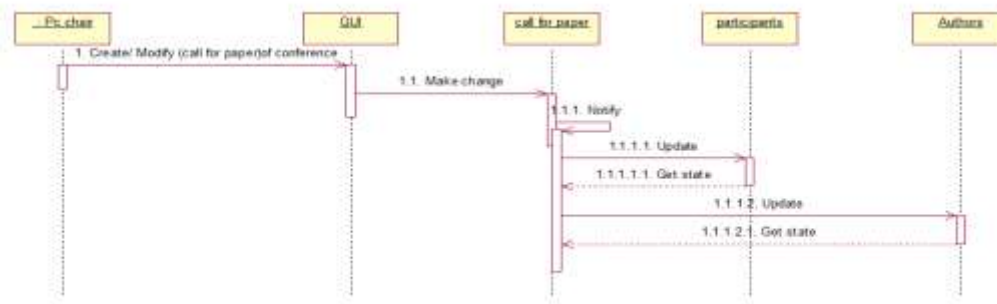 : Pc chair
GUI
call for paper
participants
Authors
1. Create/ Modify (call for paper)of conference
1.1. Make change
1.1.1. Notify
1.1.1.1. Update
1.1.1.1.1. Get state
1.1.1.2. Update
1.1.1.2.1. Get state